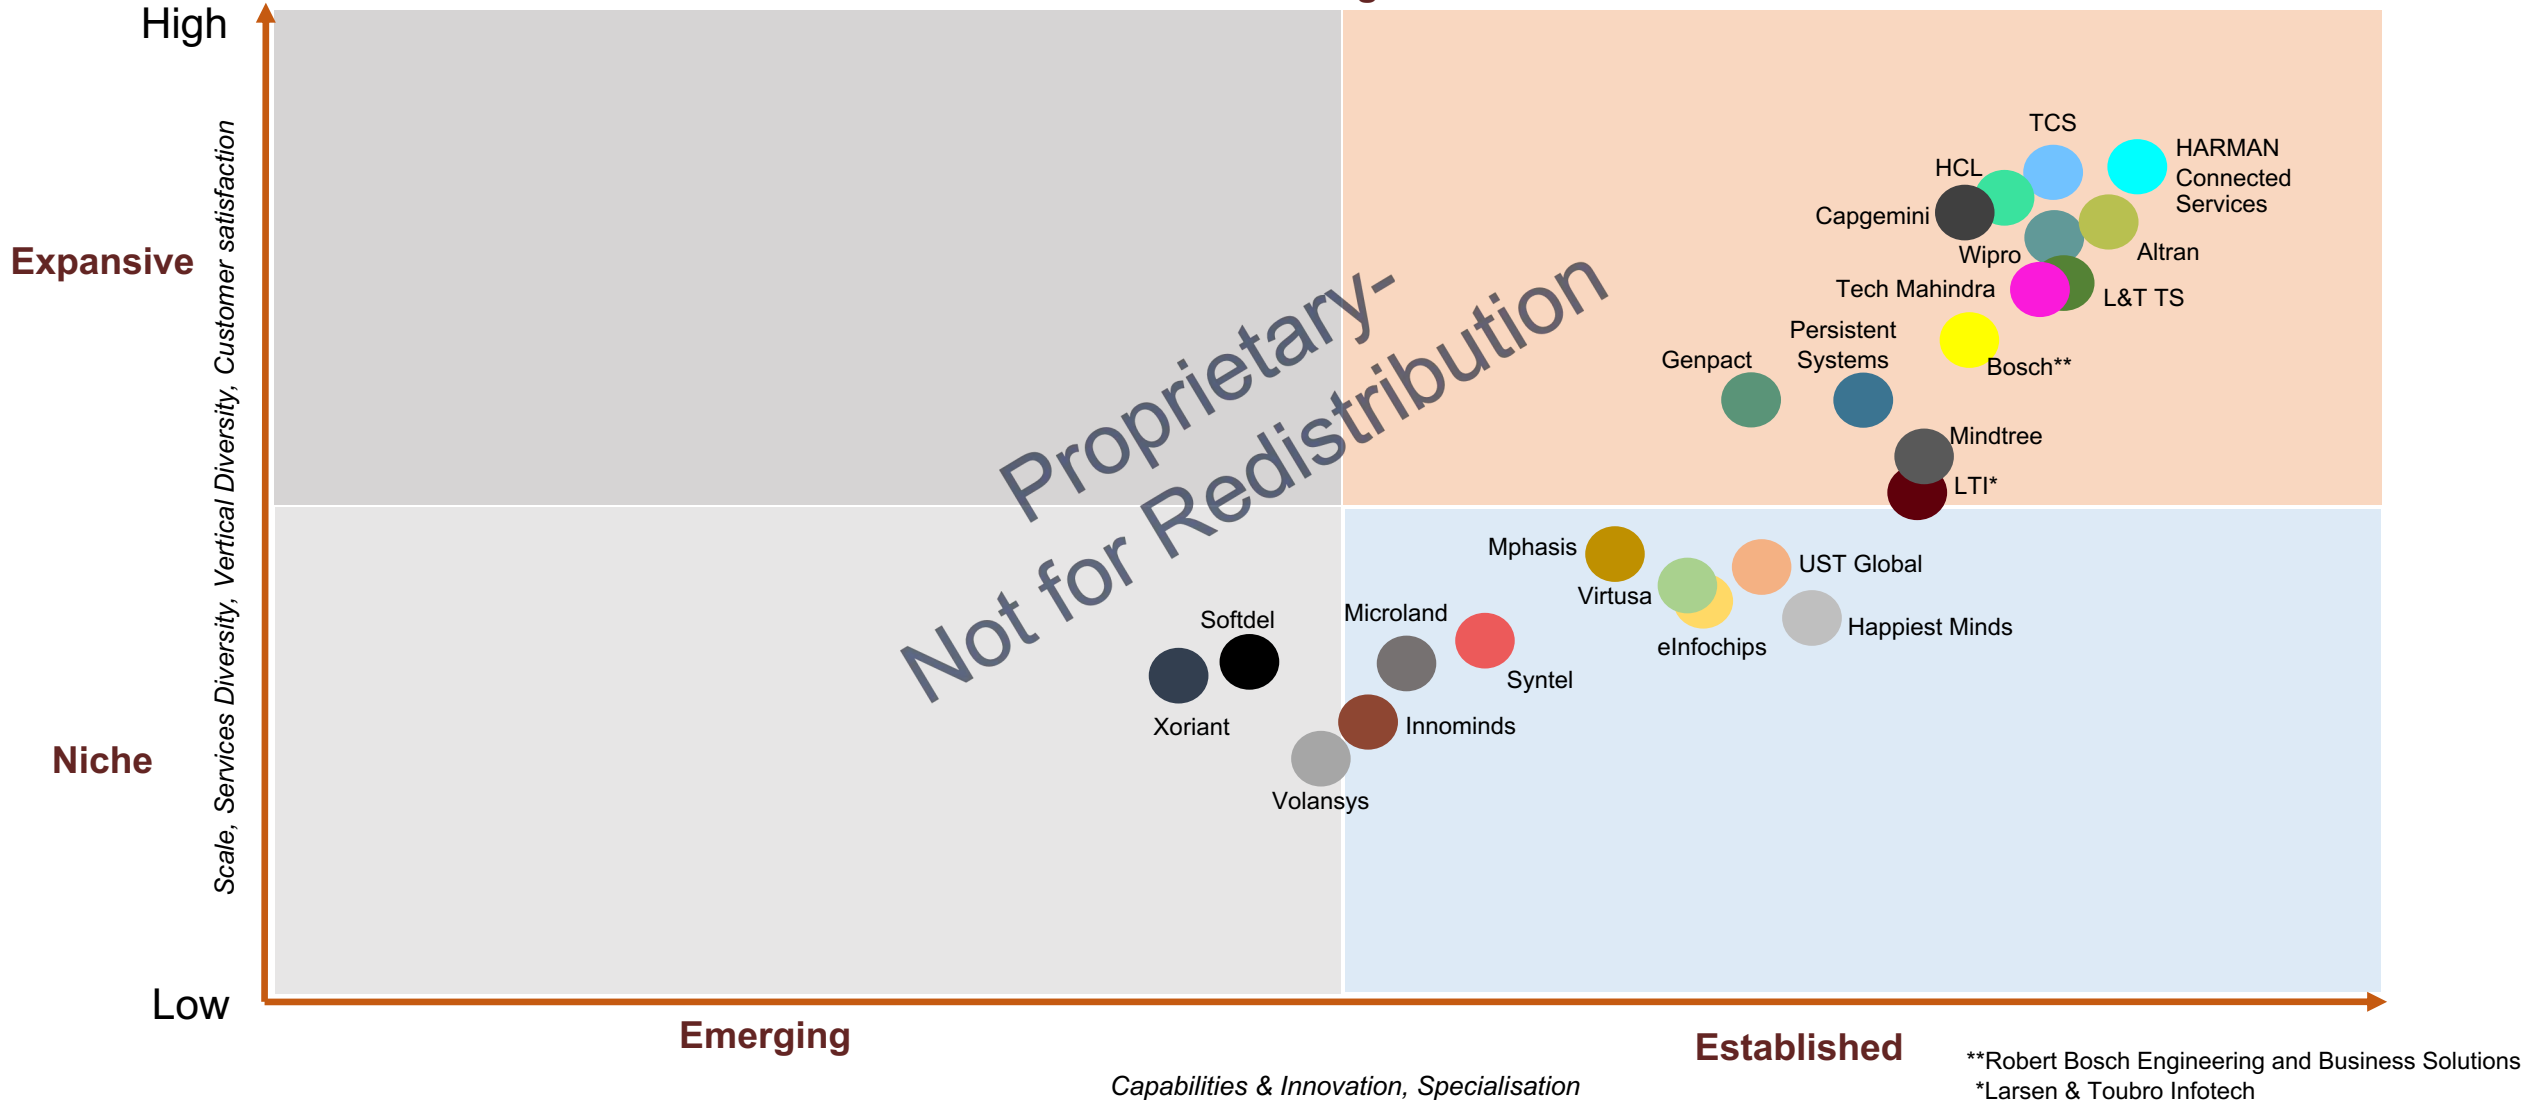 High
TCS
HARMAN
Connected
Services
HCL
Capgemini
Wipro
Altran
Expansive
Tech Mahindra
L&T TS
Persistent
Systems
Bosch**
Genpact
Mindtree
LTI*
Scale, Services Diversity, Vertical Diversity, Customer satisfaction
Proprietary-
Not for Redistribution
Mphasis
UST Global
Virtusa
Happiest Minds
eInfochips
Microland
Softdel
Syntel
Xoriant
Innominds
Niche
Volansys
Low
Emerging
Established
**Robert Bosch Engineering and Business Solutions
Capabilities & Innovation, Specialisation
*Larsen & Toubro Infotech